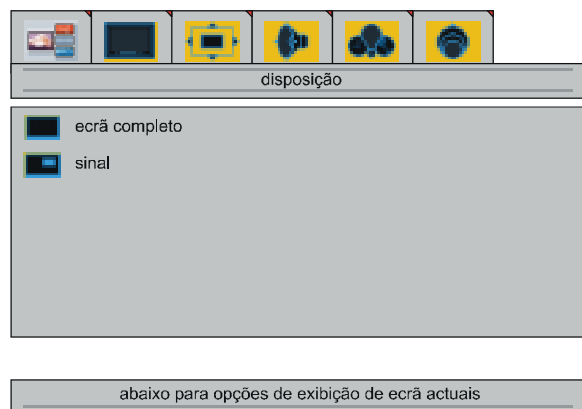 disposição
ecrã completo
sinal
abaixo para opções de exibição de ecrã actuais